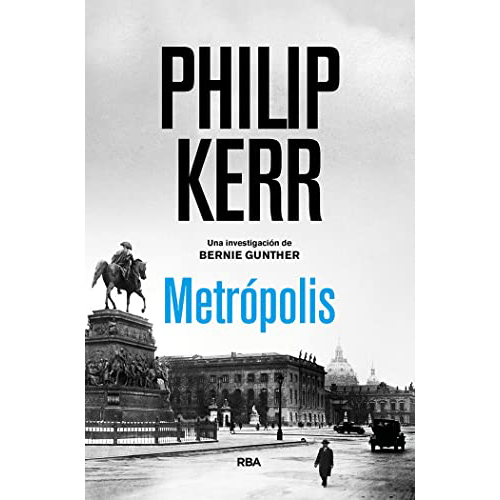 PHILIP
KERR
Una investigación de
BERNIE GUNTHER
Metrópolis
RBA